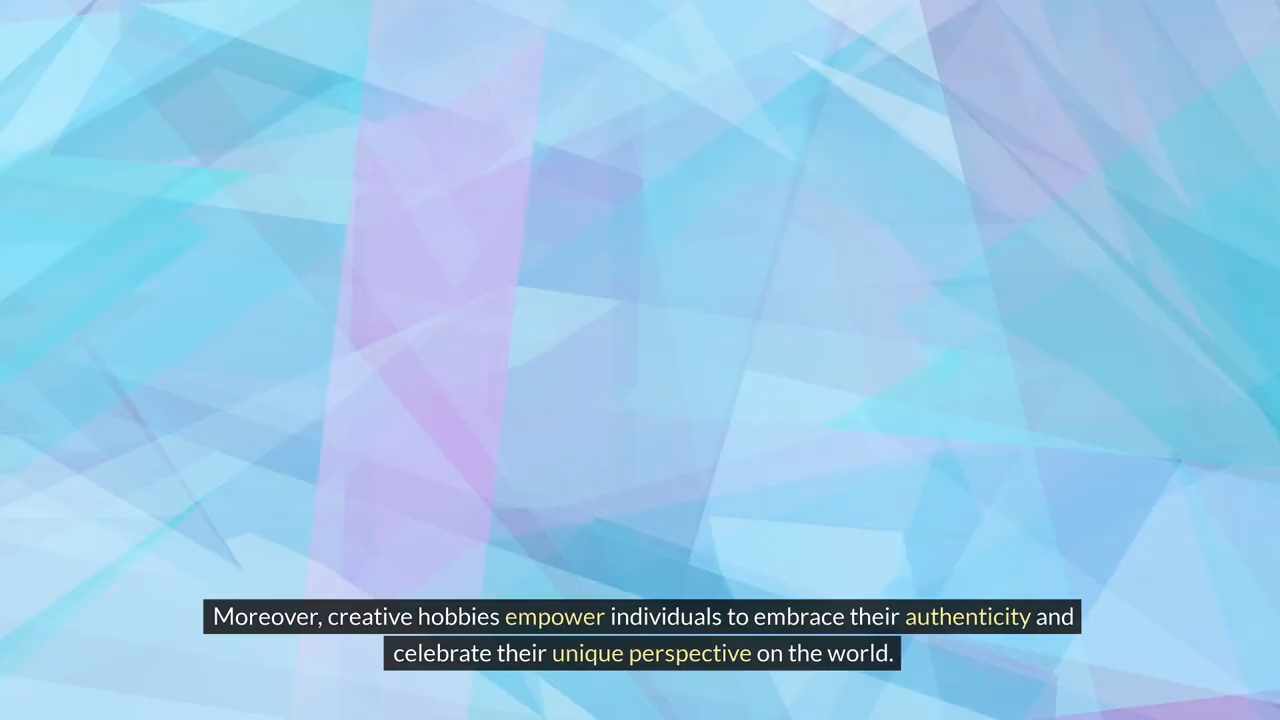 Moreover, creative hobbies empower individuals to embrace their authenticity and
celebrate their unique perspective on the world.